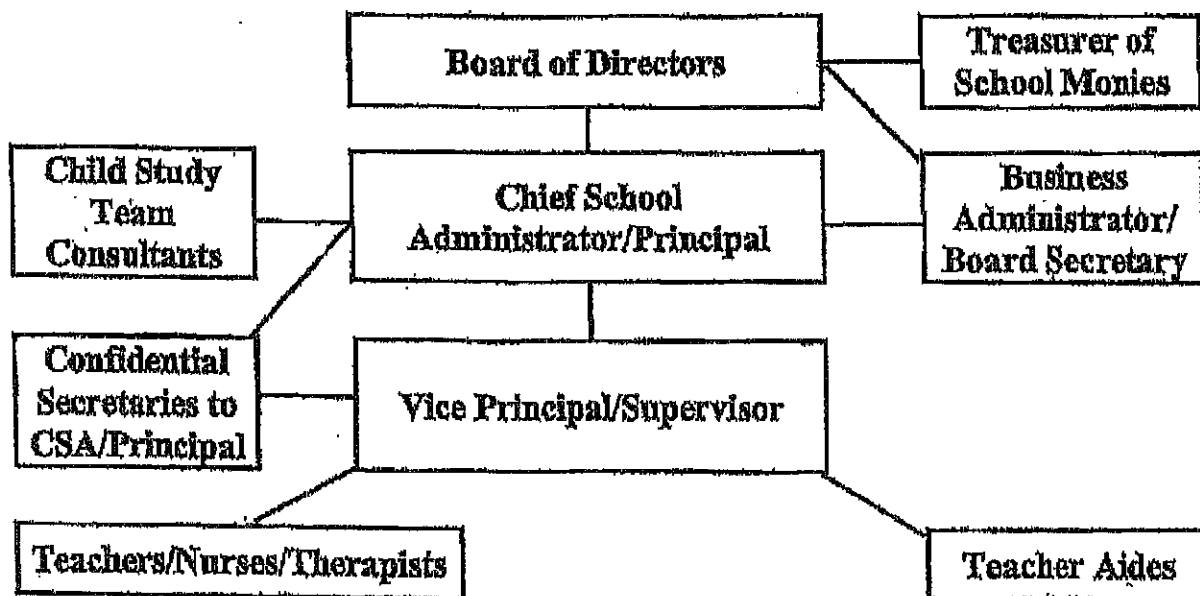 Board of Directors
Treasurer of
School Monies
Child Study
Team
Consultants
Chief School
Administrator/Principal
Business
Administrator/
Board Secretary
Confidential
Secretaries to
CSA/Principal
Vice Principal/Supervisor
Teachers/Nurses/Therapists
Teacher Aides